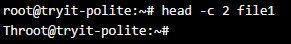 root@tryit-polite:~# head -c 2 file1
Throot@tryit-polite:~#